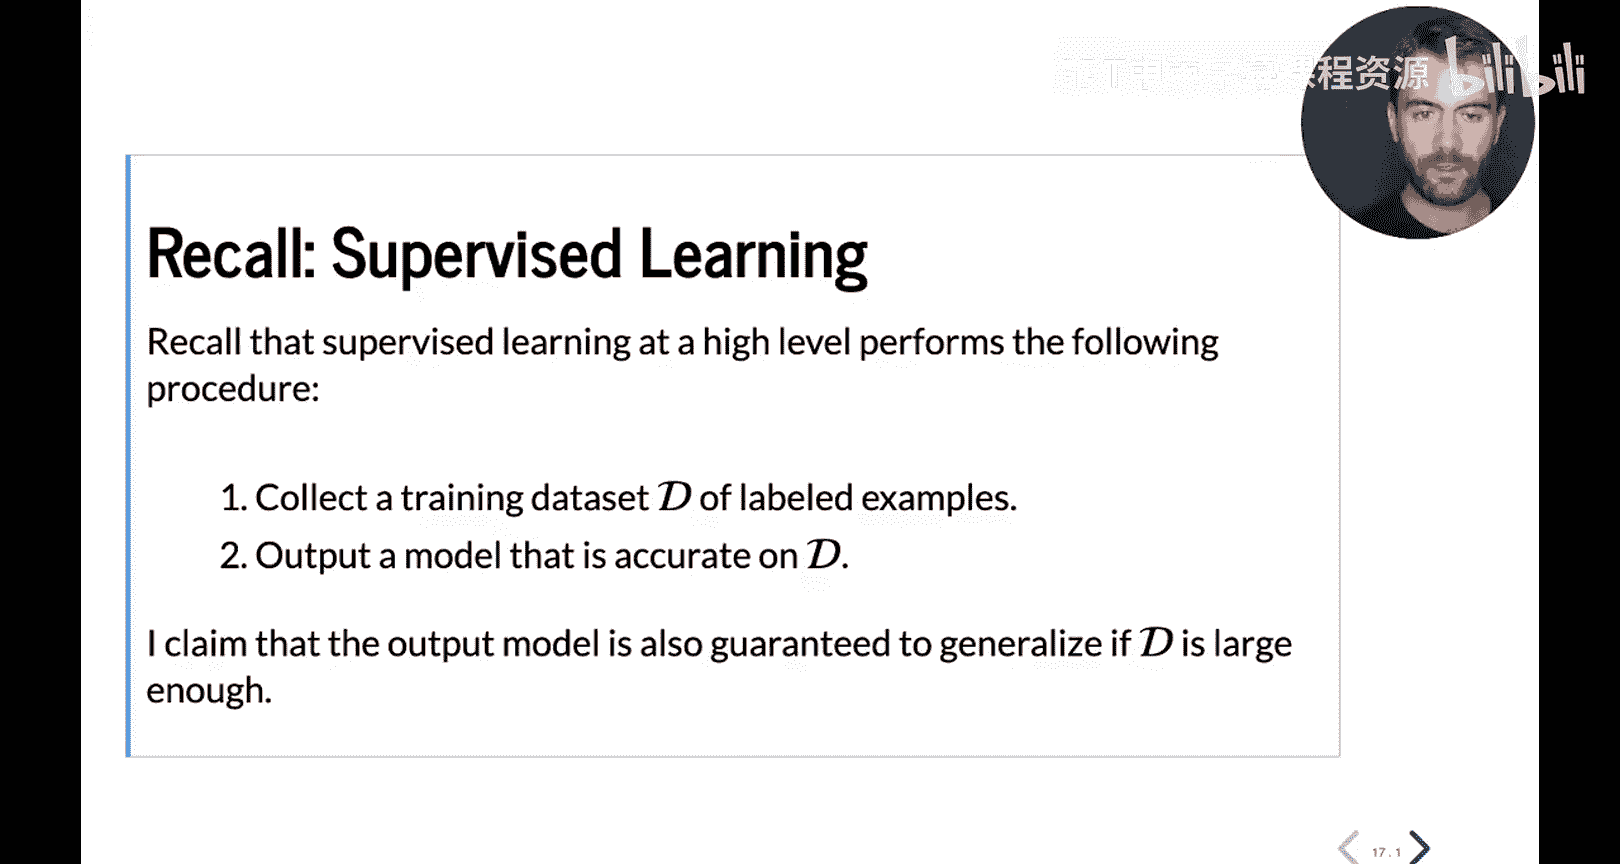 程资源 bilibili
Recall: Supervised Learning
Recall that supervised learning at a high level performs the following
procedure:
1. Collect a training dataset 𝒟 of labeled examples.
2. Output a model that is accurate on 𝒟.
I claim that the output model is also guaranteed to generalize if 𝒟 is large
enough.
17.1